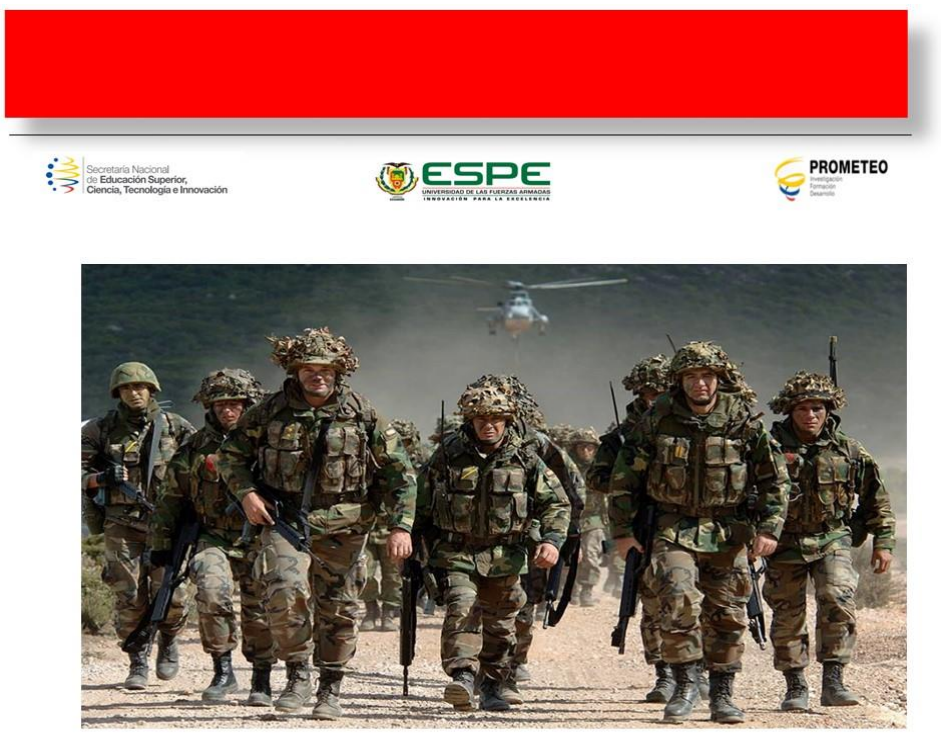 Secretaría Nacional
de Educación Superior,
Ciencia, Tecnología e Innovación
ESPE
UNIVERSIDAD DE LAS FUERZAS ARMADAS
INNOVACIÓN PARA LA EXCELENCIA
PROMETEO
Investigación
Formación
Desarrollo